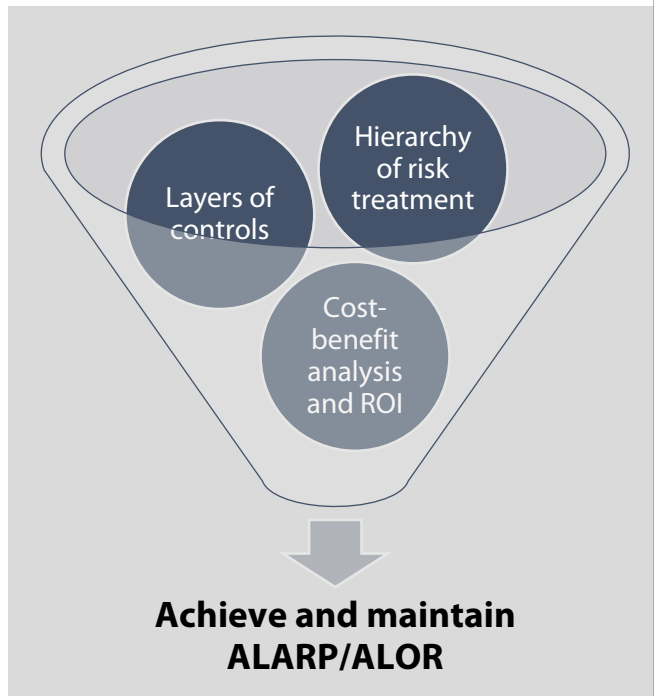 Hierarchy
of risk
treatment
Layers of
controls
Cost-
benefit
analysis
and ROI
Achieve and maintain
ALARP/ALOR